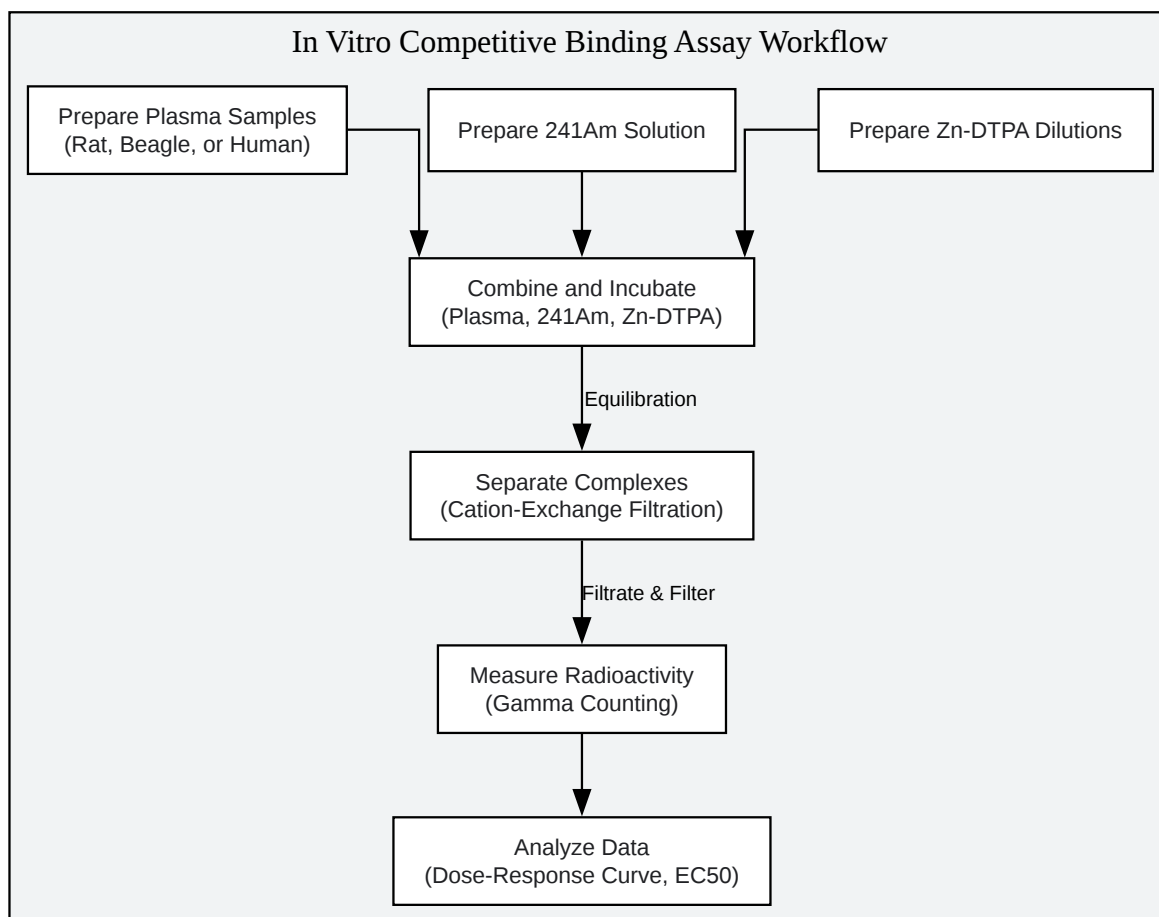 In Vitro Competitive Binding Assay Workflow
Prepare Plasma Samples
(Rat, Beagle, or Human)
Prepare 241Am Solution
Prepare Zn-DTPA Dilutions
Combine and Incubate
(Plasma, 241Am, Zn-DTPA)
Equilibration
Separate Complexes
(Cation-Exchange Filtration)
Filtrate & Filter
Measure Radioactivity
(Gamma Counting)
Analyze Data
(Dose-Response Curve, EC50)